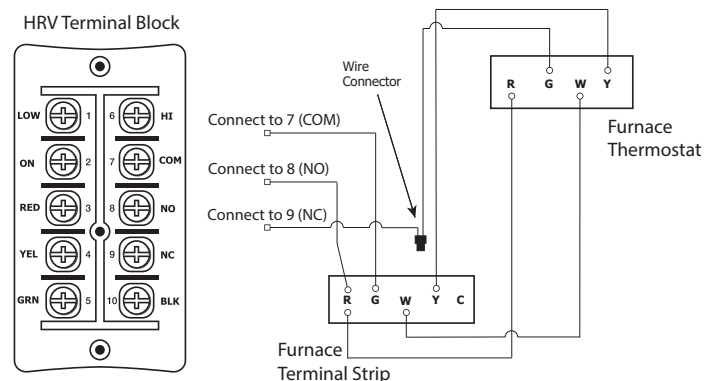 HRV Terminal Block
LOW 1 6 HI
ON 2 7 COM
RED 3 8 NO
YEL 4 9 NC
GRN 5 10 BLK
Wire
Connector
Connect to 7 (COM)
Connect to 8 (NO)
Connect to 9 (NC)
R G W Y
Furnace
Thermostat
R G W Y C
Furnace
Terminal Strip